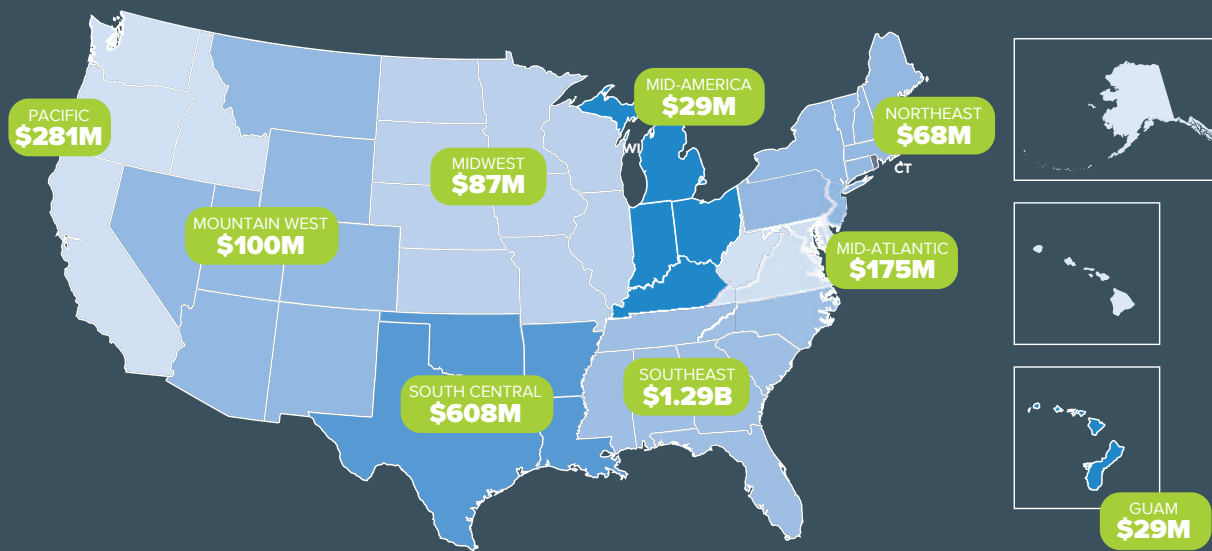 PACIFIC
$281M
MOUNTAIN WEST
$100M
MIDWEST
$87M
MID-AMERICA
$29M
WI
NORTHEAST
$68M
CT
MID-ATLANTIC
$175M
SOUTH CENTRAL
$608M
SOUTHEAST
$1.29B
GUAM
$29M